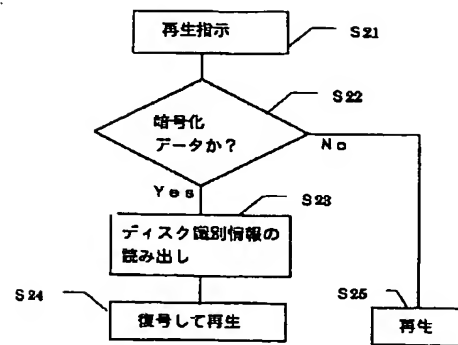 再生指示
S21
S22
暗号化
データか？
No
Yes
S23
ディスク識別情報の
読み出し
S24
復号して再生
S25
再生